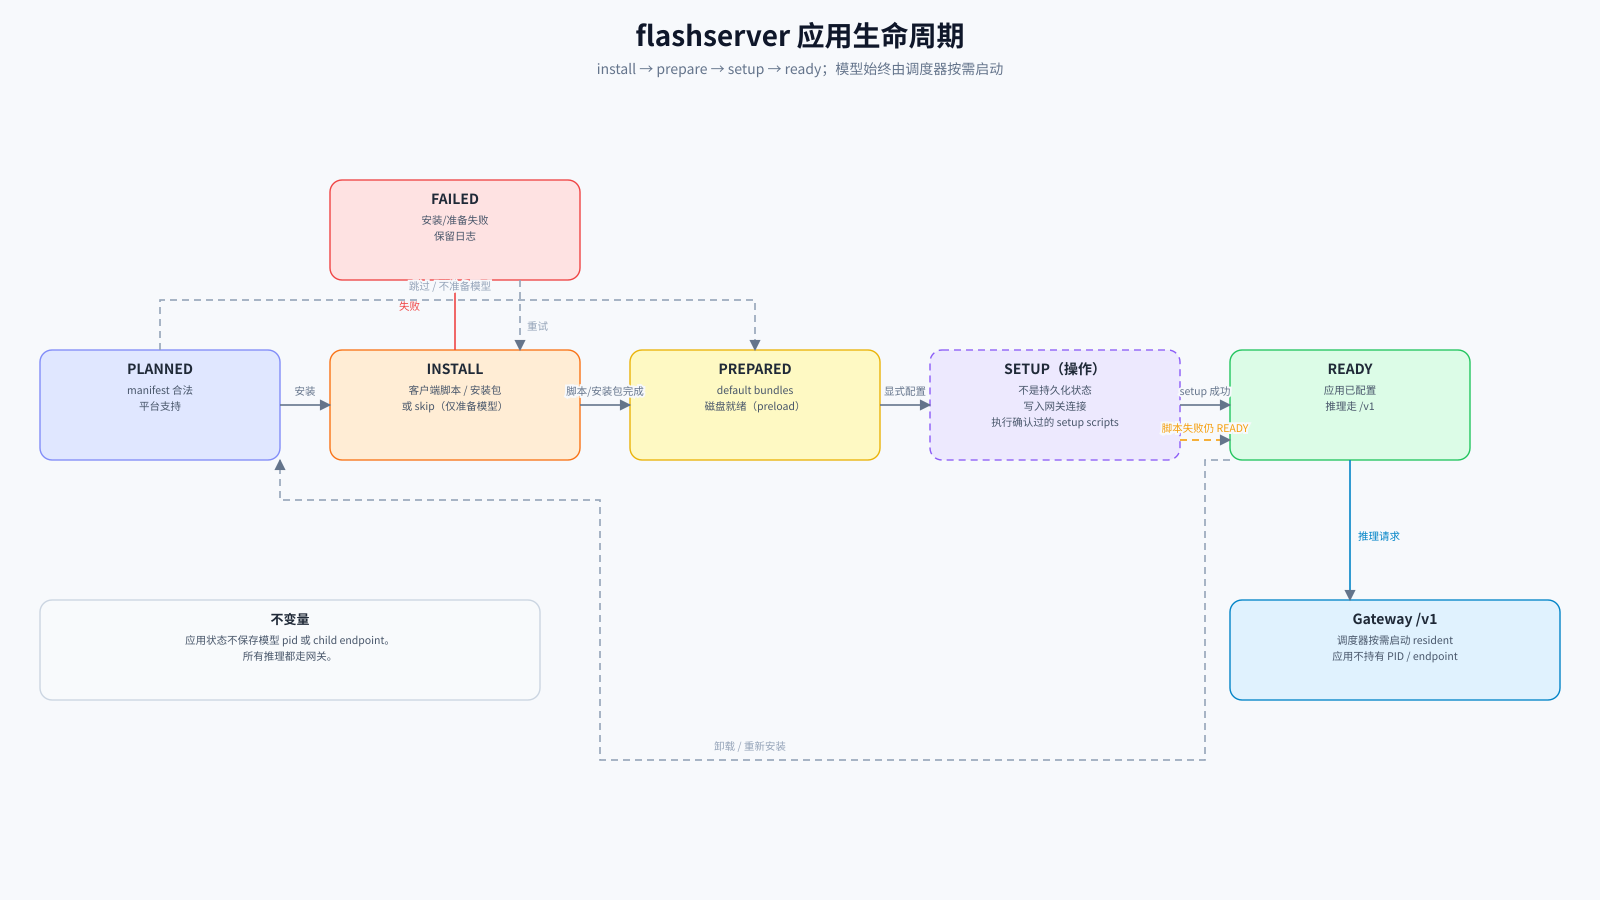 flashserver 应用生命周期
install → prepare → setup → ready；模型始终由调度器按需启动
FAILED
安装/准备失败
保留日志
跳过 / 不准备模型
失败
重试
PLANNED
manifest 合法
平台支持
安装
INSTALL
客户端脚本 / 安装包
或 skip（仅准备模型）
脚本/安装包完成
PREPARED
default bundles
磁盘就绪（preload）
显式配置
SETUP（操作）
不是持久化状态
写入网关连接
执行确认过的 setup scripts
setup 成功
脚本失败仍 READY
READY
应用已配置
推理走 /v1
推理请求
不变量
应用状态不保存模型 pid 或 child endpoint。
所有推理都走网关。
Gateway /v1
调度器按需启动 resident
应用不持有 PID / endpoint
卸载 / 重新安装